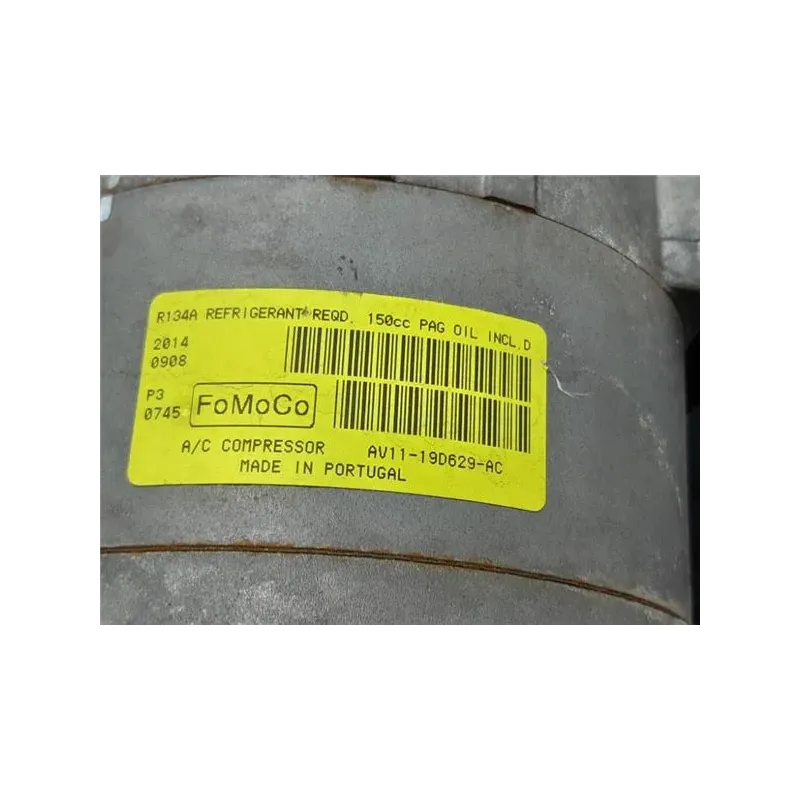 R134A REFRIGERANT REQD. 150cc PAG OIL INCL.D
2014
0908
P3
0745
FoMoCo
A/C COMPRESSOR AV11-19D629-AC
MADE IN PORTUGAL